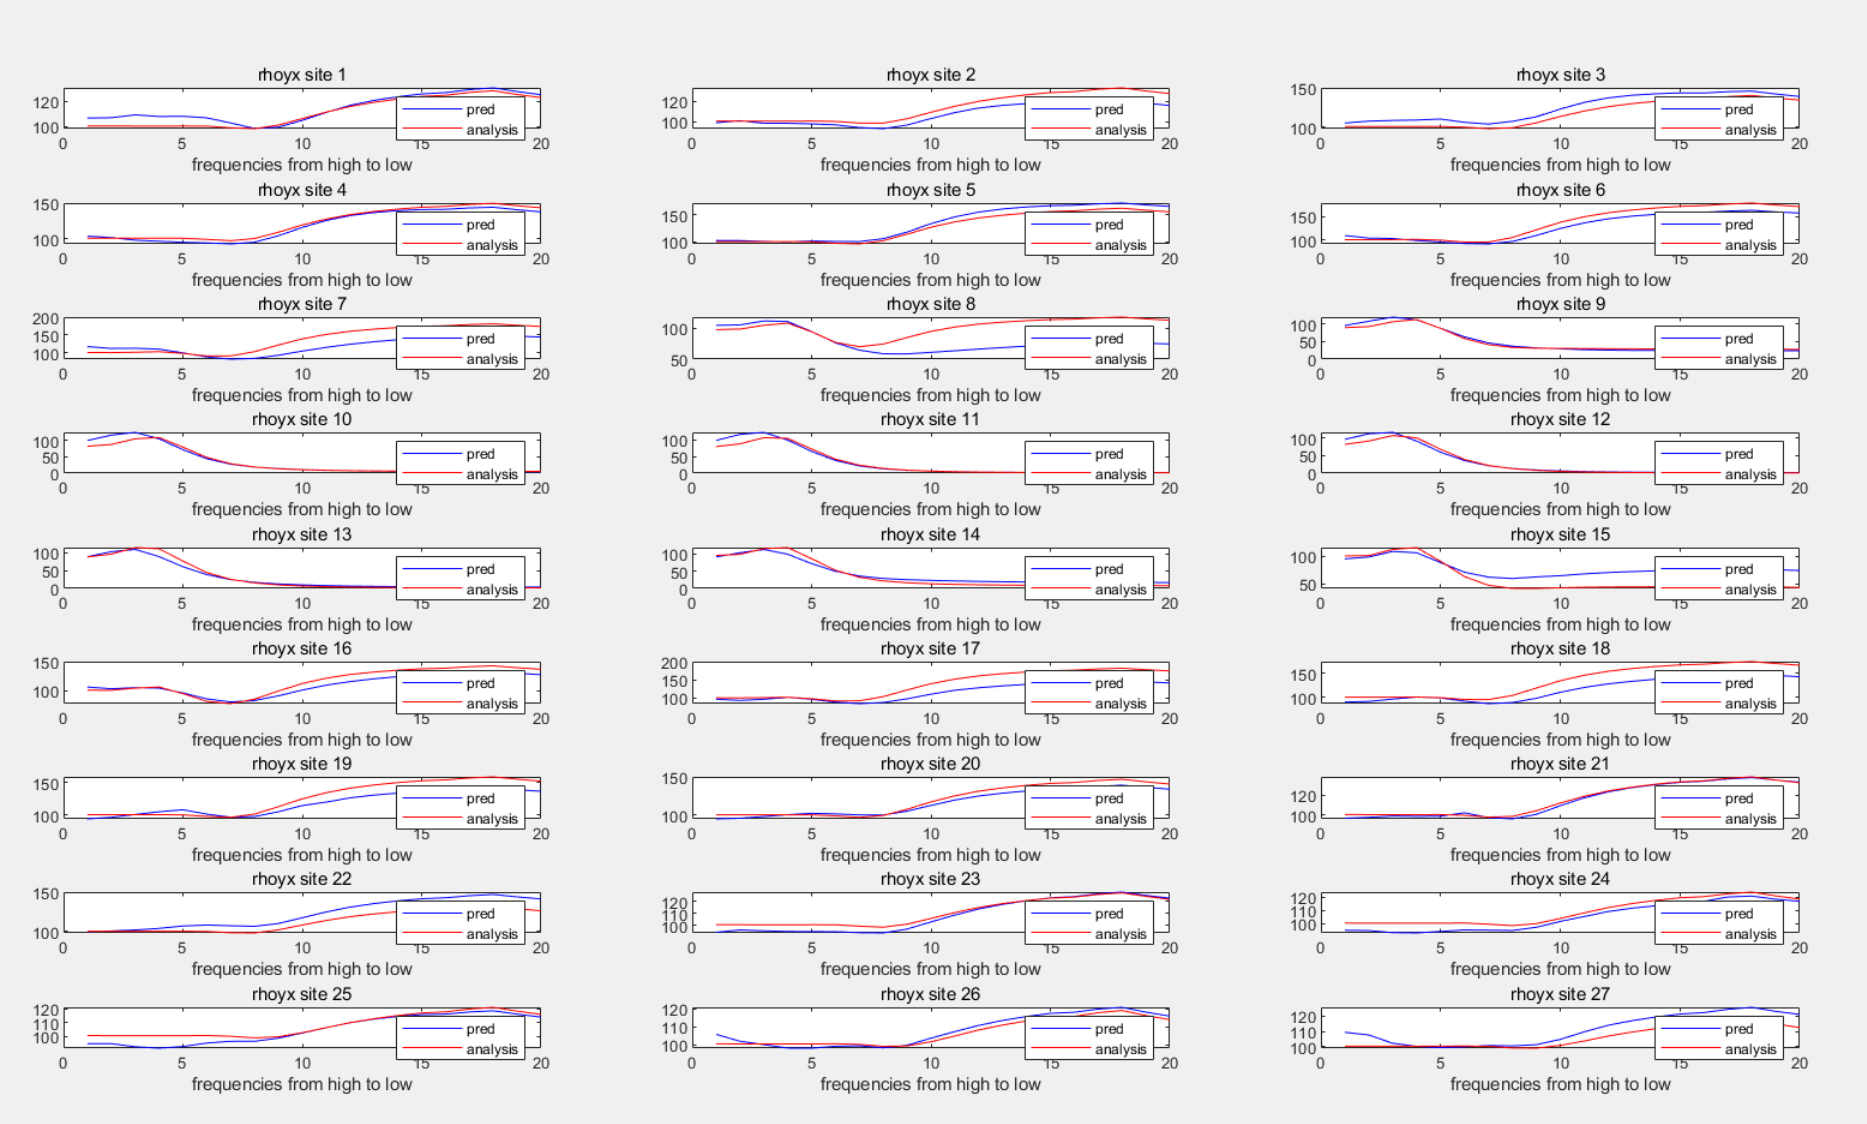 rhoyx site 1 rhoyx site 2 rhoyx site 3
120 pred 120 pred 150 pred
100 analysis 100 analysis 100 analysis
0 5 10 15 20 0 5 10 15 20 0 5 10 15 20
frequencies from high to low frequencies from high to low frequencies from high to low
rhoyx site 4 rhoyx site 5 rhoyx site 6
150 pred 150 pred 150 pred
100 analysis 100 analysis 100 analysis
0 5 10 15 20 0 5 10 15 20 0 5 10 15 20
frequencies from high to low frequencies from high to low frequencies from high to low
rhoyx site 7 rhoyx site 8 rhoyx site 9
200 100 100
150 pred pred 50 pred
100 analysis 50 analysis 0 analysis
0 5 10 15 20 0 5 10 15 20 0 5 10 15 20
frequencies from high to low frequencies from high to low frequencies from high to low
rhoyx site 10 rhoyx site 11 rhoyx site 12
100 pred 100 pred 100 pred
50 analysis 50 analysis 50 analysis
0 0 0
0 5 10 15 20 0 5 10 15 20 0 5 10 15 20
frequencies from high to low frequencies from high to low frequencies from high to low
rhoyx site 13 rhoyx site 14 rhoyx site 15
100 pred 100 pred 100 pred
50 analysis 50 analysis 50 analysis
0 0
0 5 10 15 20 0 5 10 15 20 0 5 10 15 20
frequencies from high to low frequencies from high to low frequencies from high to low
rhoyx site 16 rhoyx site 17 rhoyx site 18
150 pred 200 pred 150 pred
100 analysis 150 analysis 100 analysis
100
0 5 10 15 20 0 5 10 15 20 0 5 10 15 20
frequencies from high to low frequencies from high to low frequencies from high to low
rhoyx site 19 rhoyx site 20 rhoyx site 21
150 pred 150 pred 120 pred
100 analysis 100 analysis 100 analysis
0 5 10 15 20 0 5 10 15 20 0 5 10 15 20
frequencies from high to low frequencies from high to low frequencies from high to low
rhoyx site 22 rhoyx site 23 rhoyx site 24
150 pred 120 pred 120 pred
100 analysis 110 analysis 110 analysis
100 100
0 5 10 15 20 0 5 10 15 20 0 5 10 15 20
frequencies from high to low frequencies from high to low frequencies from high to low
rhoyx site 25 rhoyx site 26 rhoyx site 27
120 pred 120 pred 120 pred
110 analysis 110 analysis 110 analysis
100 100 100
0 5 10 15 20 0 5 10 15 20 0 5 10 15 20
frequencies from high to low frequencies from high to low frequencies from high to low